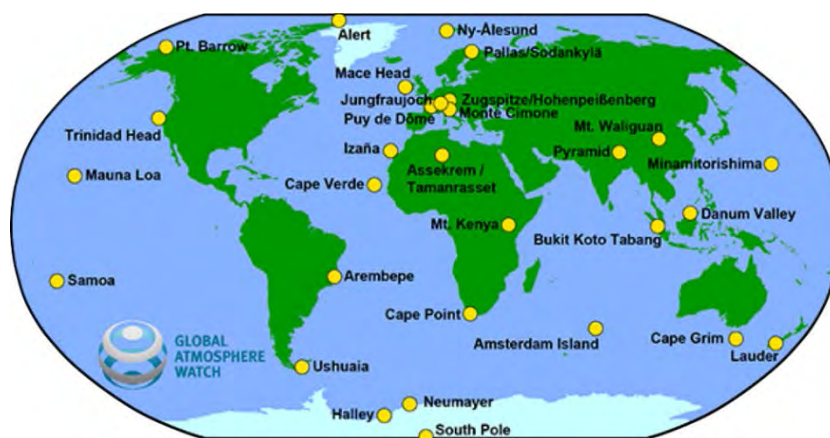 Alert
Ny-Ålesund
Pt. Barrow
Pallas/Sodankylä
Mace Head
Jungfraujoch
Zugspitze/Hohenpeißenberg
Puy de Dôme
Monte Cimone
Trinidad Head
Mt. Waliguan
Izaña
Pyramid
Minamitorishima
Mauna Loa
Assekrem /
Tamanrasset
Cape Verde
Danum Valley
Mt. Kenya
Bukit Koto Tabang
Samoa
Arembepe
Cape Point
Amsterdam Island
Cape Grim
Lauder
GLOBAL
ATMOSPHERE
WATCH
Ushuaia
Neumayer
Halley
South Pole